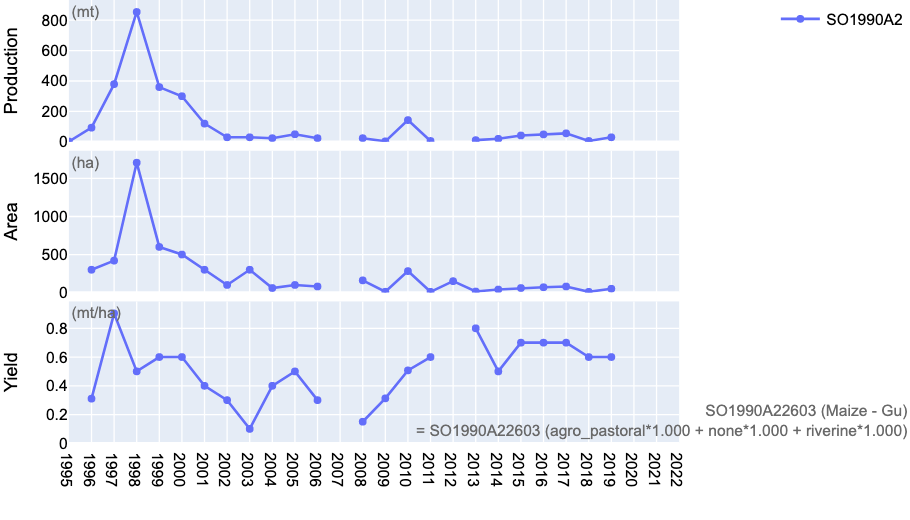 (mt)
SO1990A2
Production
800
600
400
200
0
(ha)
Area
1500
1000
500
0
(mt/ha)
Yield
0.8
0.6
0.4
0.2
0
SO1990A22603 (Maize - Gu)
= SO1990A22603 (agro_pastoral*1.000 + none*1.000 + riverine*1.000)
1995 1996 1997 1998 1999 2000 2001 2002 2003 2004 2005 2006 2007 2008 2009 2010 2011 2012 2013 2014 2015 2016 2017 2018 2019 2020 2021 2022